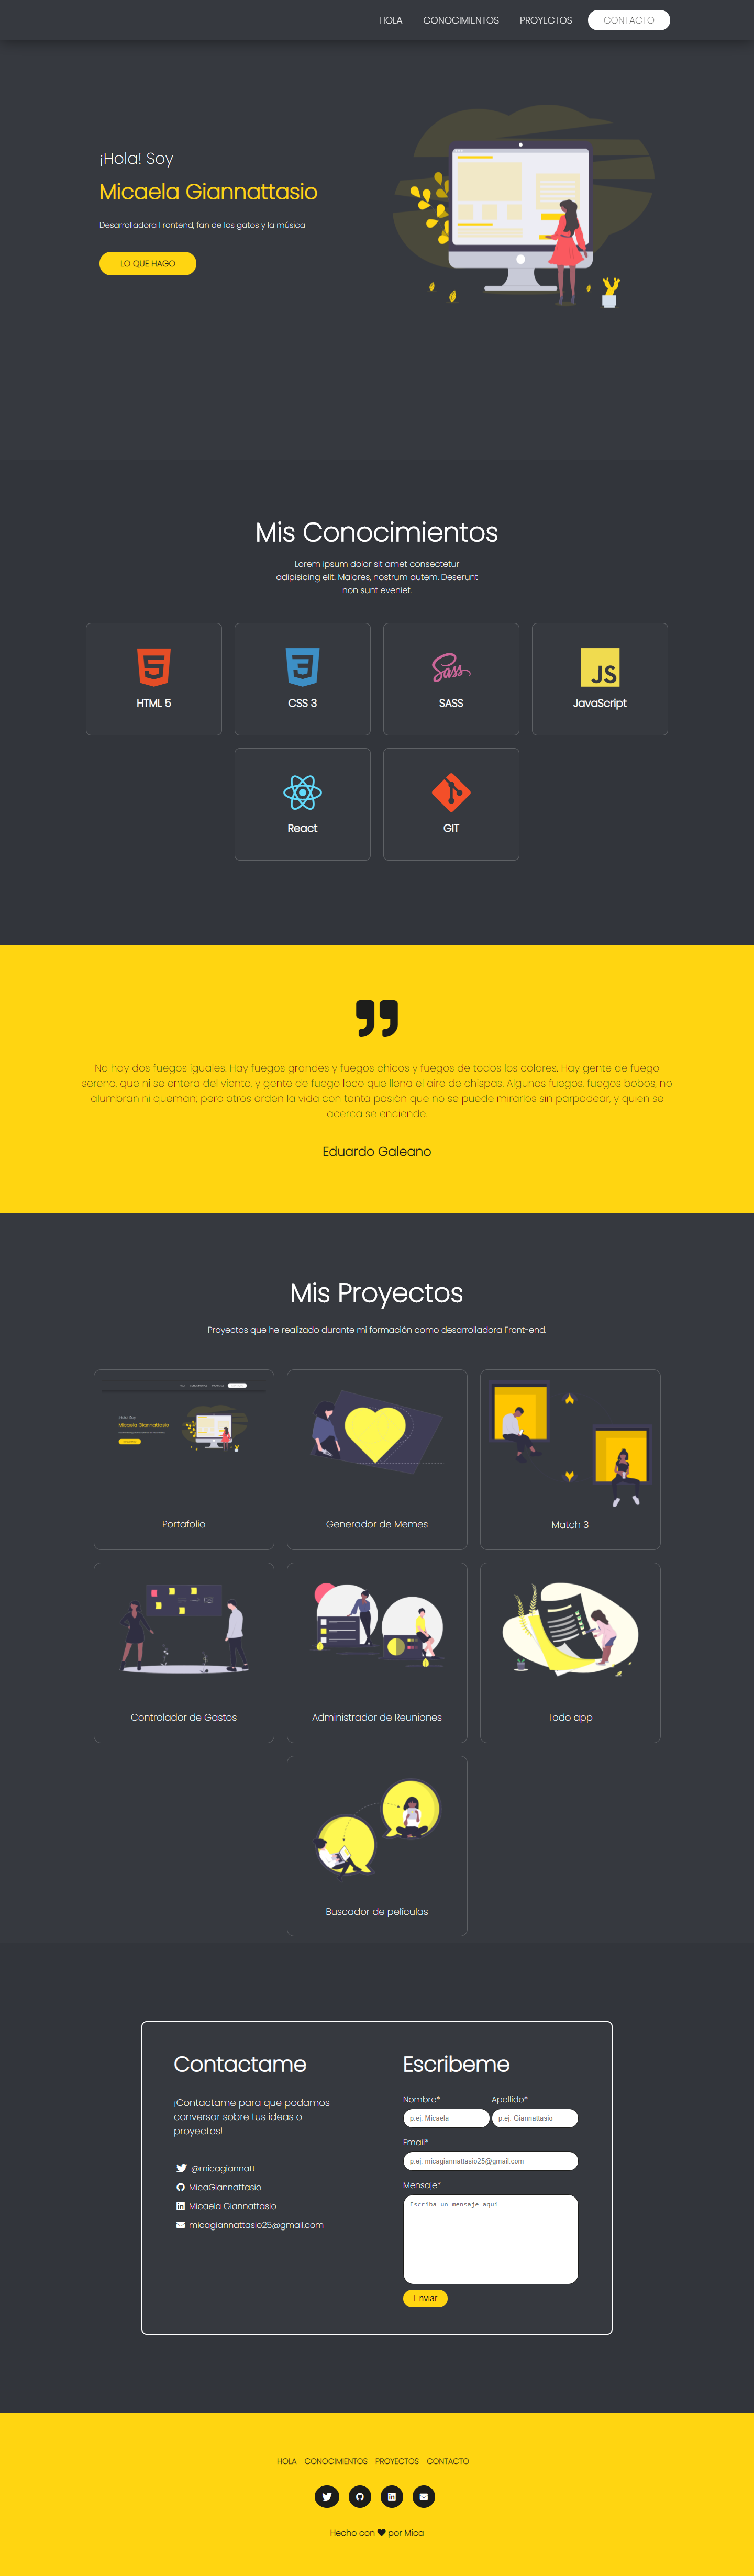 HOLA CONOCIMIENTOS PROYECTOS CONTACTO
¡Hola! Soy
Micaela Giannattasio
Desarrolladora Frontend, fan de los gatos y la música
LO QUE HAGO
Mis Conocimientos
Lorem ipsum dolor sit amet consectetur
adipisicing elit. Maiores, nostrum autem. Deserunt
non sunt eveniet.
HTML 5
CSS 3
Sass
SASS
JS
JavaScript
React
GIT
No hay dos fuegos iguales. Hay fuegos grandes y fuegos chicos y fuegos de todos los colores. Hay gente de fuego
sereno, que ni se entera del viento, y gente de fuego loco que llena el aire de chispas. Algunos fuegos, fuegos bobos, no
alumbran ni queman; pero otros arden la vida con tanta pasión que no se puede mirarlos sin parpadear, y quien se
acerca se enciende.
Eduardo Galeano
Mis Proyectos
Proyectos que he realizado durante mi formación como desarrolladora Front-end.
Micaela Giannattasio
Portafolio
Generador de Memes
Match 3
Controlador de Gastos
Administrador de Reuniones
Todo app
Buscador de películas
Contactame
¡Contactame para que podamos
conversar sobre tus ideas o
proyectos!
@micagiannatt
MicaGiannattasio
Micaela Giannattasio
micagiannattasio25@gmail.com
Escribeme
Nombre* Apellido*
p.ej. Micaela p.ej. Giannattasio
Email*
p.ej. micagiannattasio25@gmail.com
Mensaje*
Escriba un mensaje aquí
Enviar
HOLA CONOCIMIENTOS PROYECTOS CONTACTO
Hecho con ❤ por Mica